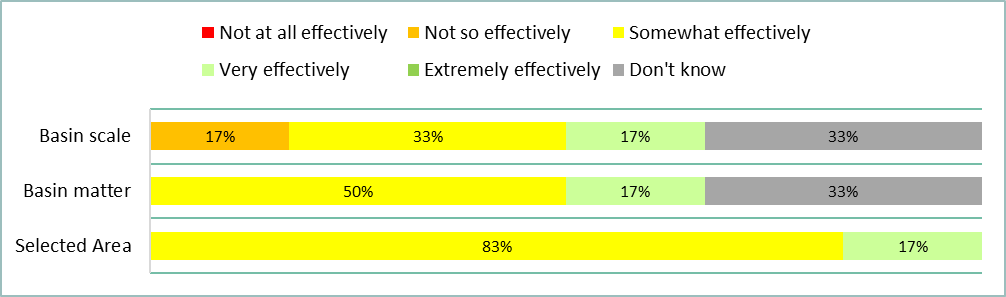 Not at all effectively Not so effectively Somewhat effectively
Very effectively Extremely effectively Don't know
Basin scale 17% 33% 17% 33%
Basin matter 50% 17% 33%
Selected Area 83% 17%